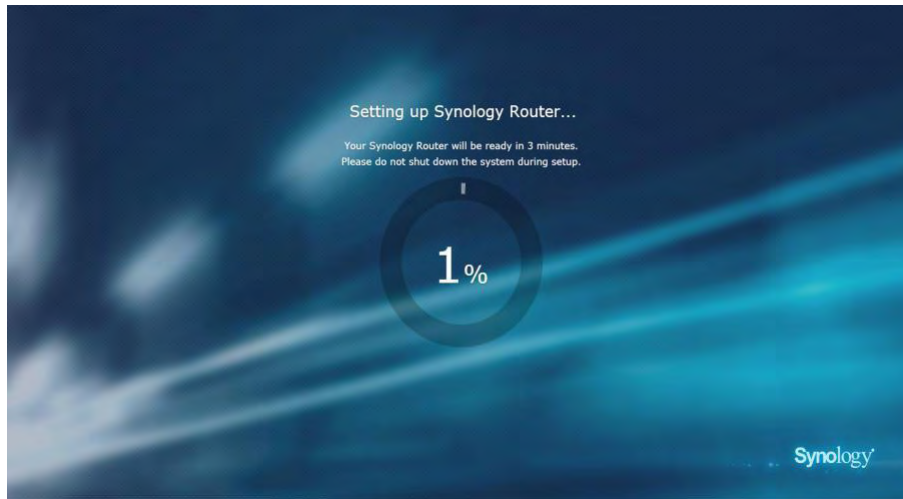 Setting up Synology Router...
Your Synology Router will be ready in 3 minutes.
Please do not shut down the system during setup.
1%
Synology